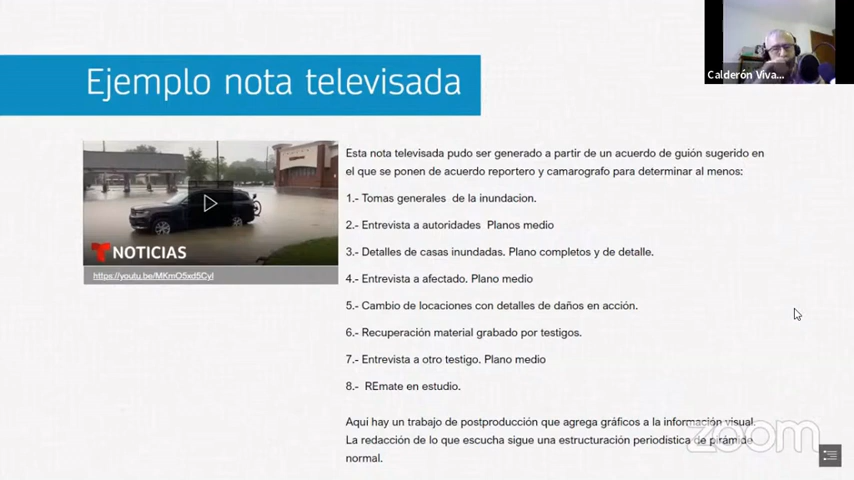 Ejemplo nota televisada
Calderón Viva...
NOTICIAS
https://youtu.be/MKmO5xd5CyI
Esta nota televisada pudo ser generado a partir de un acuerdo de guión sugerido en
el que se ponen de acuerdo reportero y camarografo para determinar al menos:
1.- Tomas generales de la inundacion.
2.- Entrevista a autoridades Planos medio
3.- Detalles de casas inundadas. Plano completos y de detalle.
4.- Entrevista a afectado. Plano medio
5.- Cambio de locaciones con detalles de daños en acción.
6.- Recuperación material grabado por testigos.
7.- Entrevista a otro testigo. Plano medio
8.- REmate en estudio.
Aqui hay un trabajo de postproducción que agrega gráficos a la información visual.
La redacción de lo que escucha sigue una estructuración periodística de pirámide
normal.
zoom